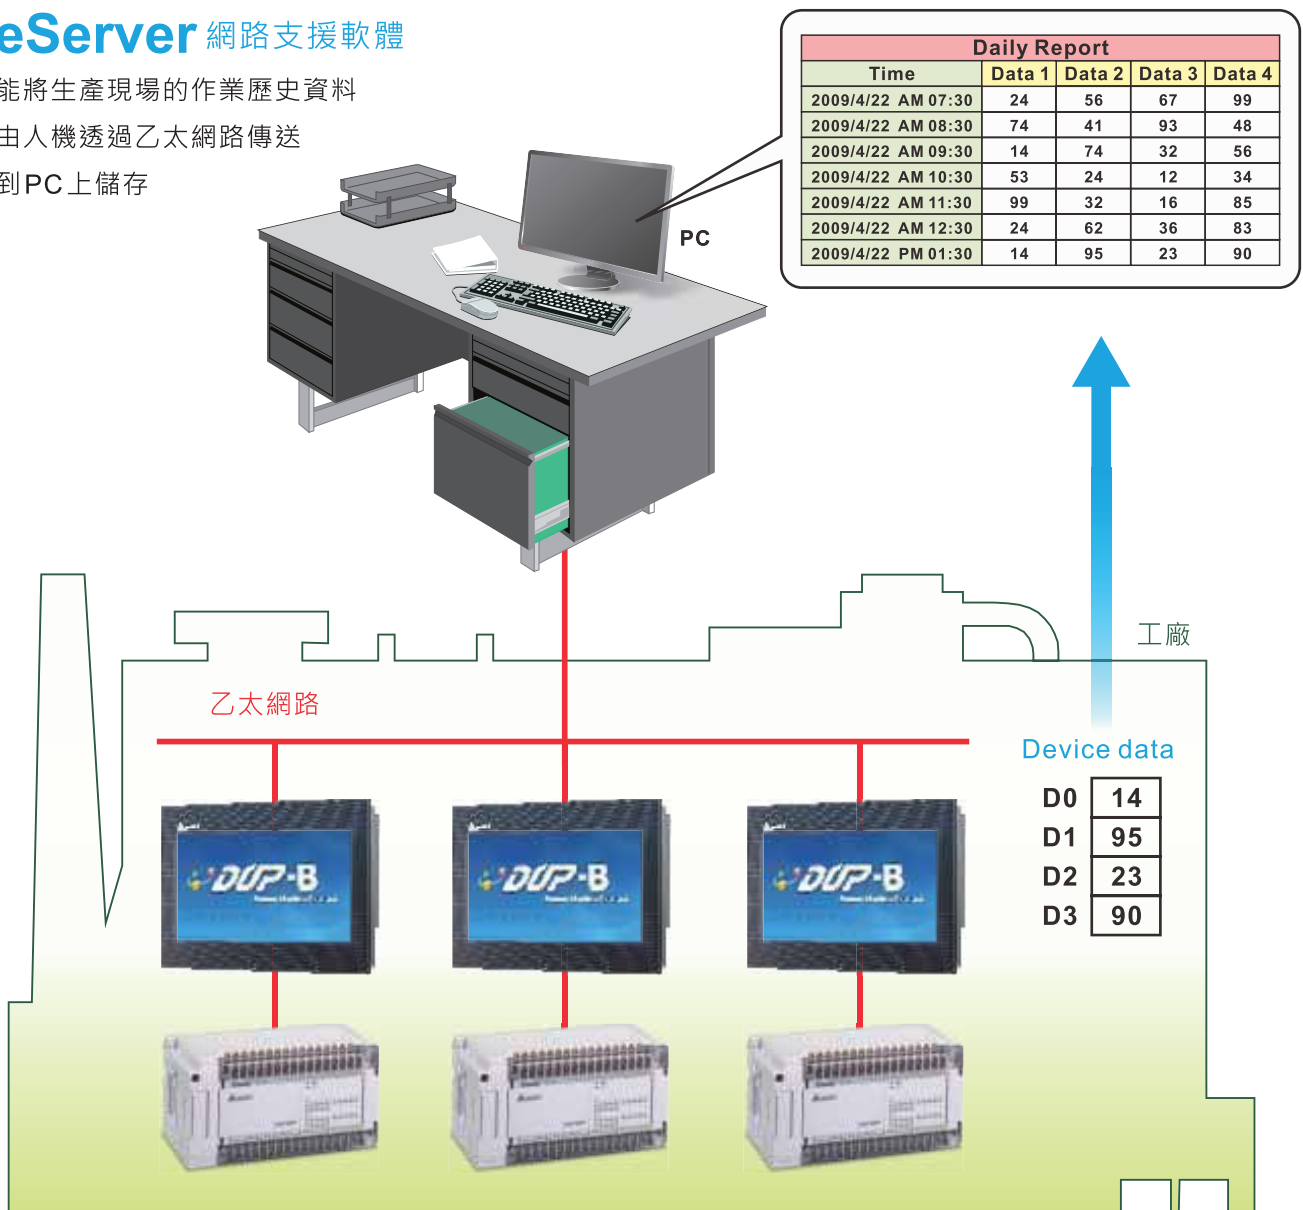 eServer 網路支援軟體
能將生產現場的作業歷史資料
由人機透過乙太網路傳送
到PC上儲存
PC
Daily Report
Time Data 1 Data 2 Data 3 Data 4
2009/4/22 AM 07:30 24 56 67 99
2009/4/22 AM 08:30 74 41 93 48
2009/4/22 AM 09:30 14 74 32 56
2009/4/22 AM 10:30 53 24 12 34
2009/4/22 AM 11:30 99 32 16 85
2009/4/22 AM 12:30 24 62 36 83
2009/4/22 PM 01:30 14 95 23 90
工廠
乙太網路
Device data
D0 14
D1 95
D2 23
D3 90
DOP-B
DOP-B
DOP-B